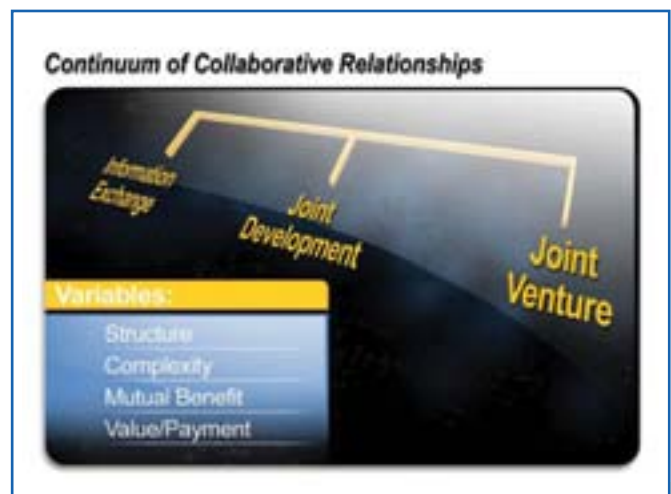 Continuum of Collaborative Relationships
Information
Exchange
Joint
Development
Joint
Venture
Variables:
Structure
Complexity
Mutual Benefit
Value/Payment